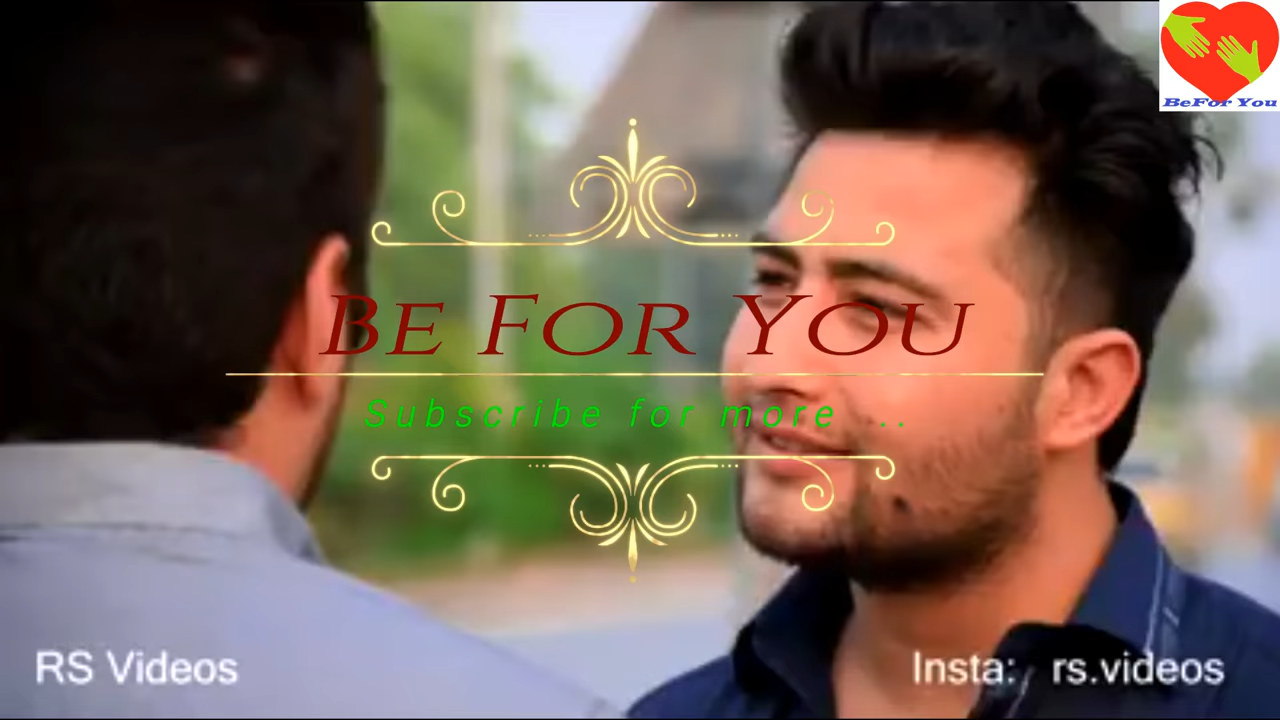 BeFor You
BE FOR YOU
Subscribe for more ...
RS Videos
Insta: rs.videos